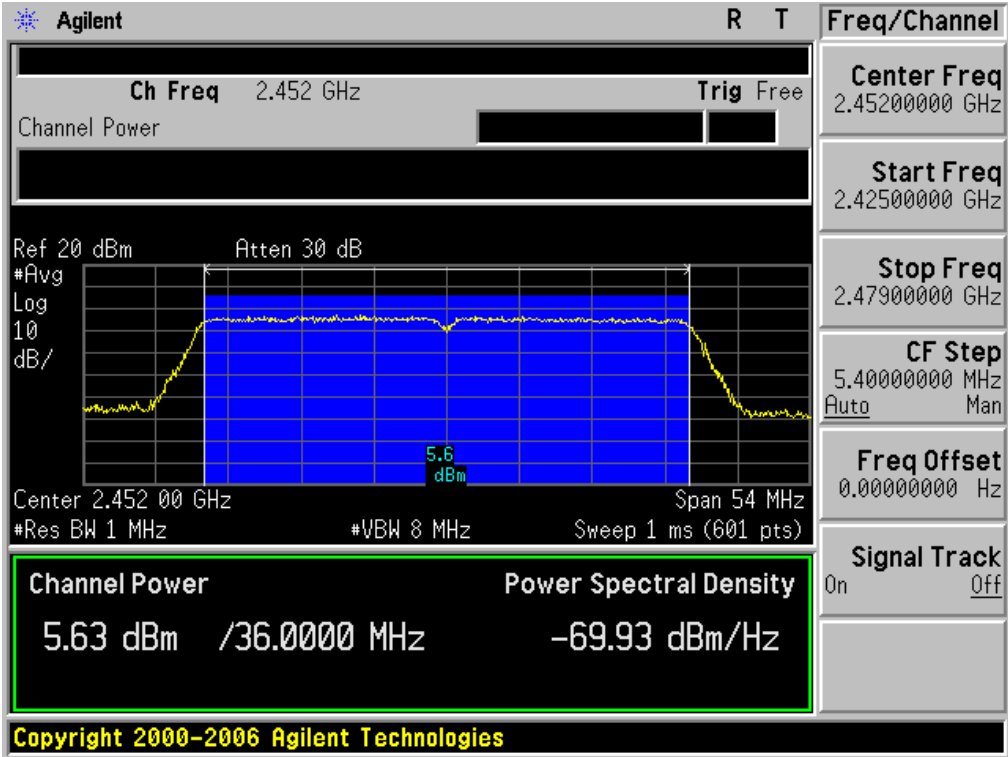 Agilent R T
Ch Freq 2.452 GHz Trig Free
Channel Power
Ref 20 dBm Atten 30 dB
#Avg
Log
10
dB/
5.6
dBm
Center 2.452 00 GHz Span 54 MHz
#Res BW 1 MHz #VBW 8 MHz Sweep 1 ms (601 pts)
Channel Power Power Spectral Density
5.63 dBm /36.0000 MHz -69.93 dBm/Hz
Copyright 2000-2006 Agilent Technologies
Freq/Channel
Center Freq
2.45200000 GHz
Start Freq
2.42500000 GHz
Stop Freq
2.47900000 GHz
CF Step
5.40000000 MHz
Auto Man
Freq Offset
0.00000000 Hz
Signal Track
On Off